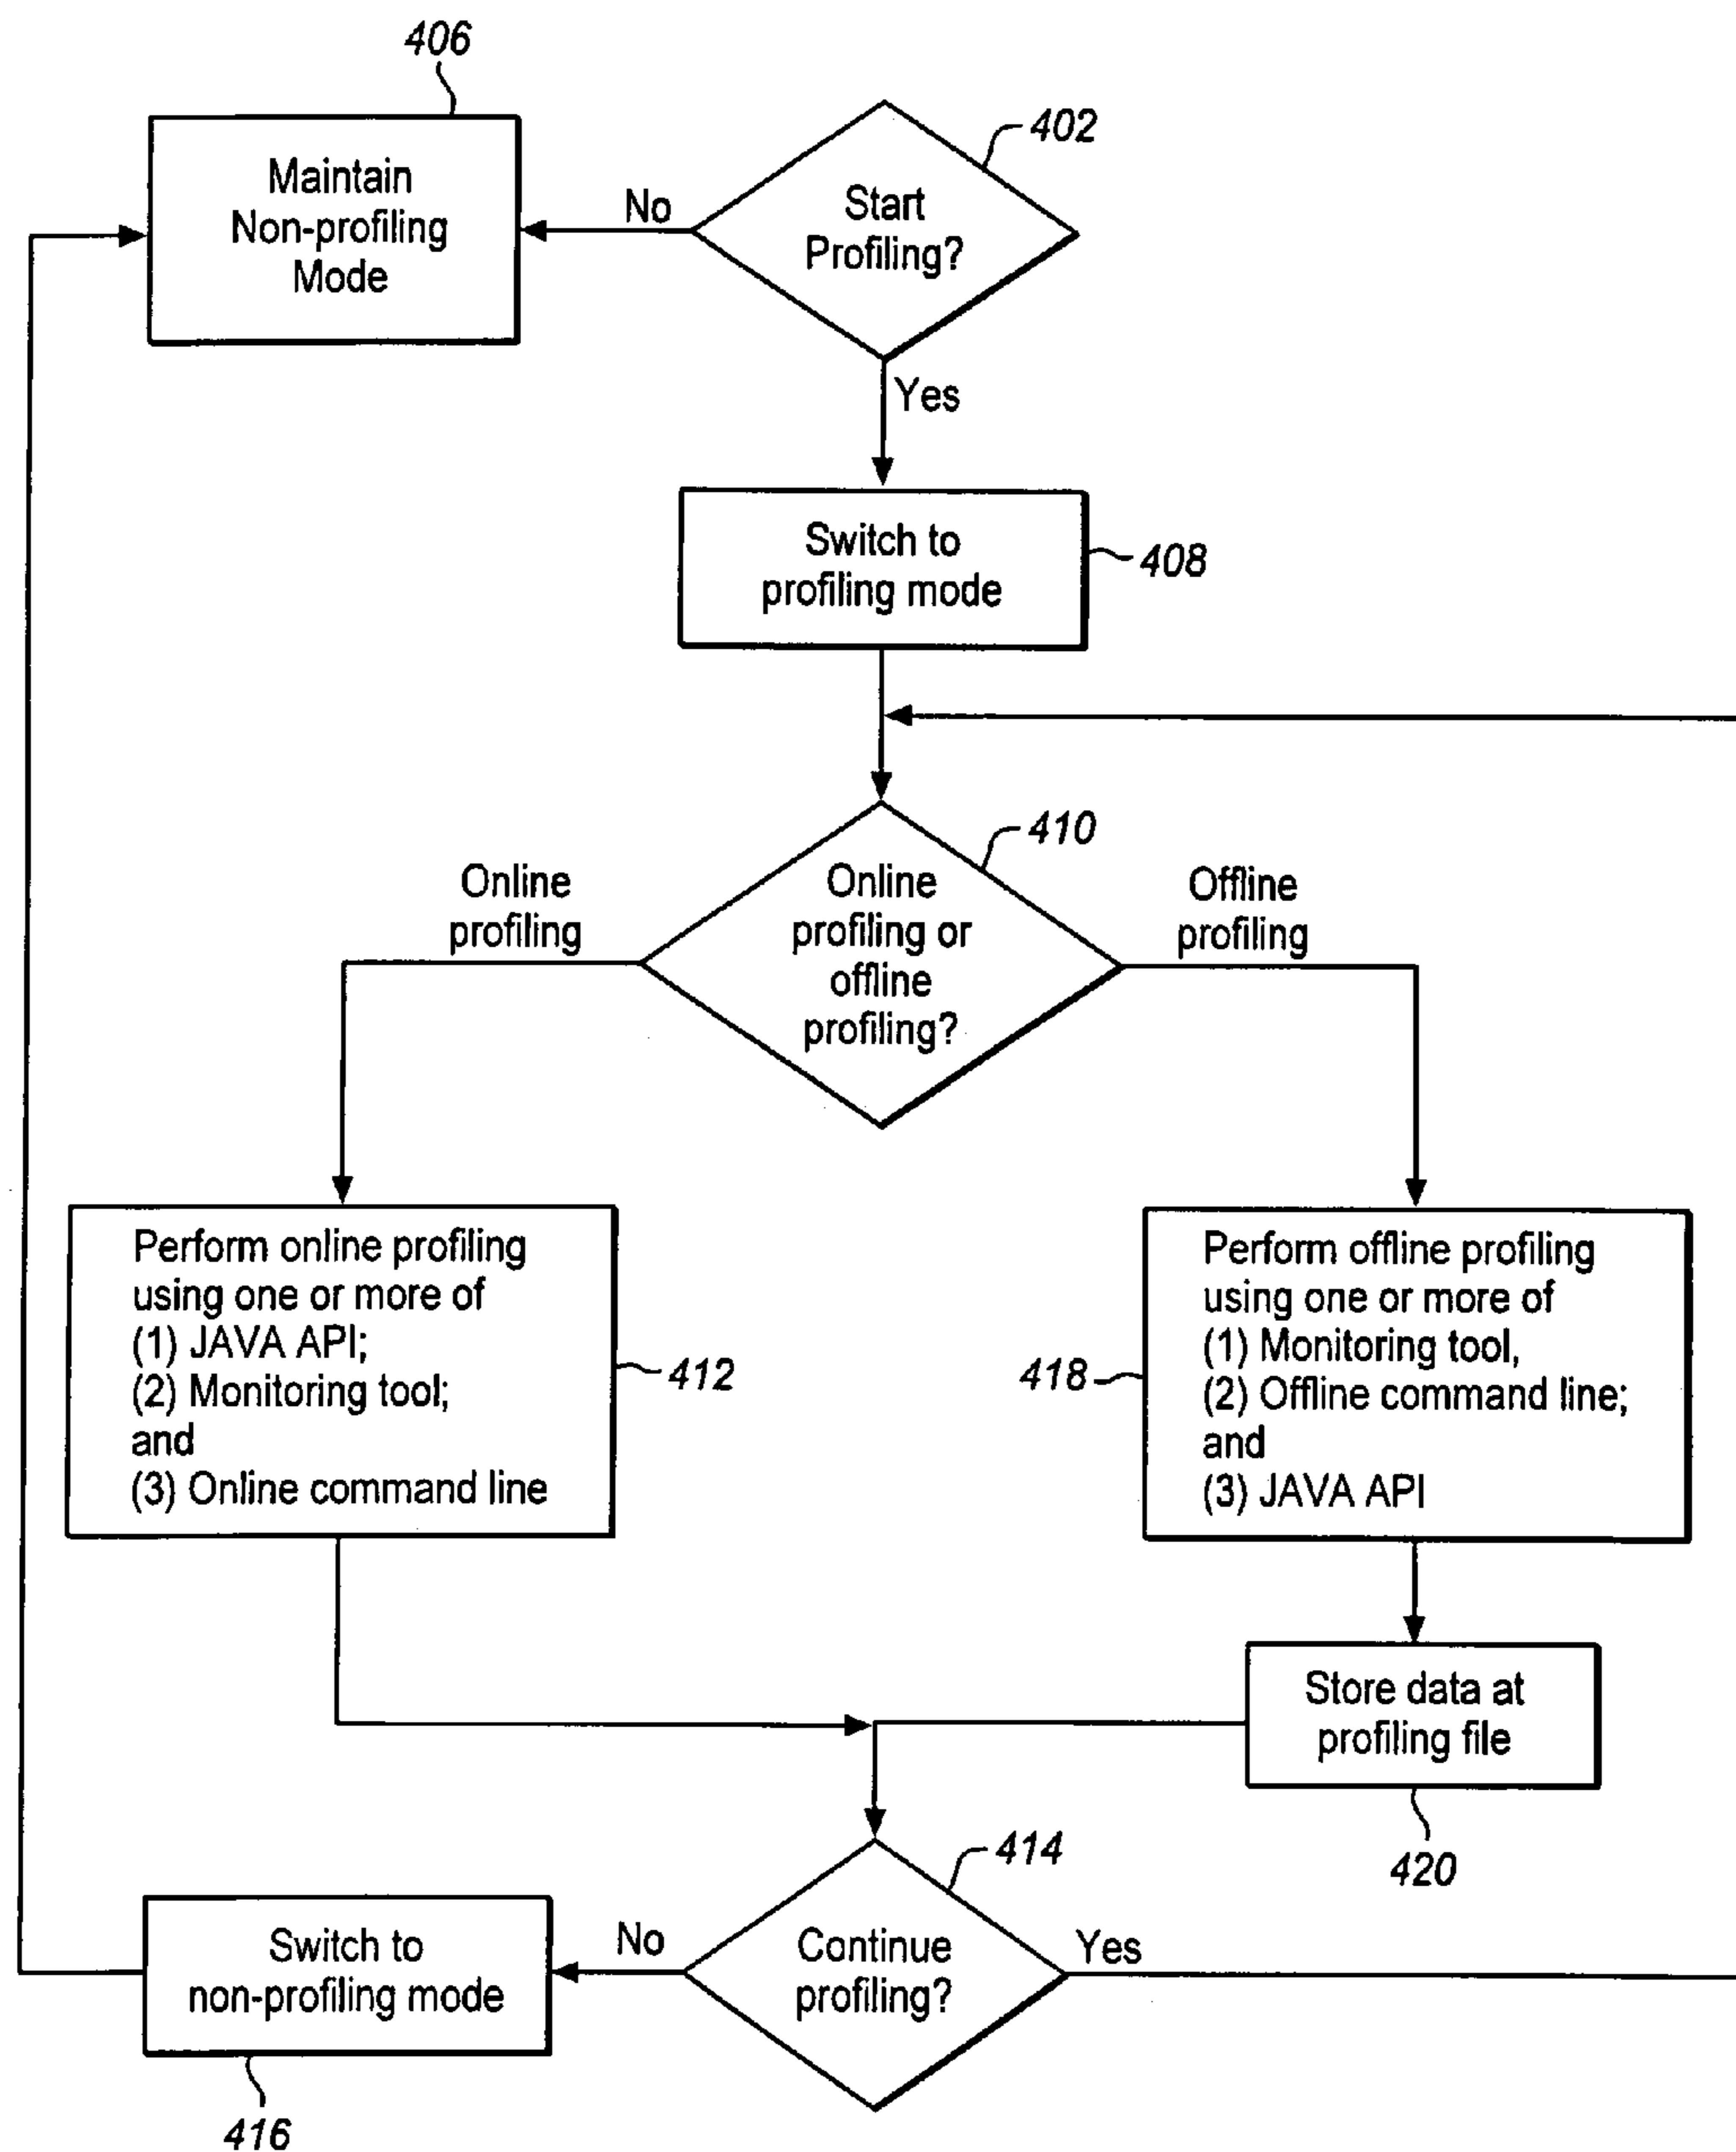 406
402
Maintain
Non-profiling
Mode
No
Start
Profiling?
Yes
Switch to
profiling mode
408
410
Online
profiling
Online
profiling or
offline
profiling?
Offline
profiling
Perform online profiling
using one or more of
(1) JAVA API;
(2) Monitoring tool;
and
(3) Online command line
412
418
Perform offline profiling
using one or more of
(1) Monitoring tool,
(2) Offline command line;
and
(3) JAVA API
Store data at
profiling file
420
414
Switch to
non-profiling mode
No
Continue
profiling?
Yes
416